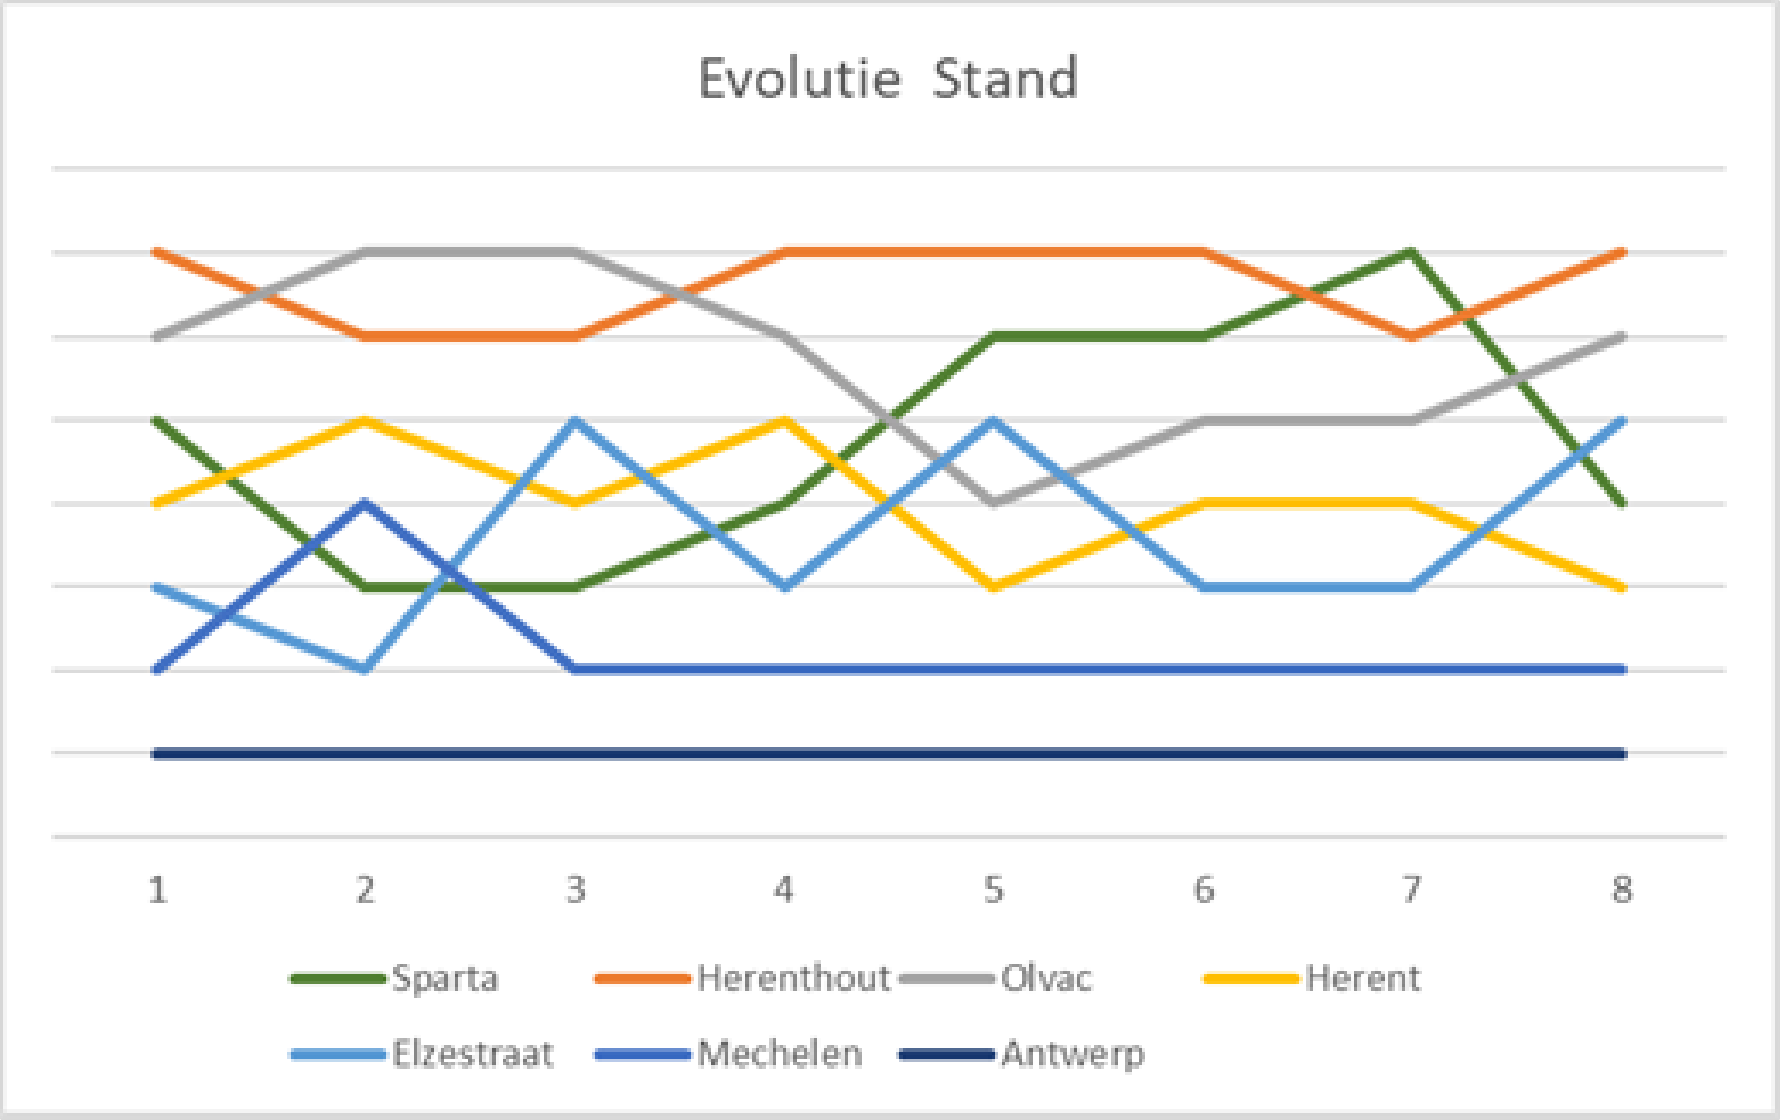 Evolutie Stand
1 2 3 4 5 6 7 8
Sparta Herenthout Olvac Herent
Elzestraat Mechelen Antwerp